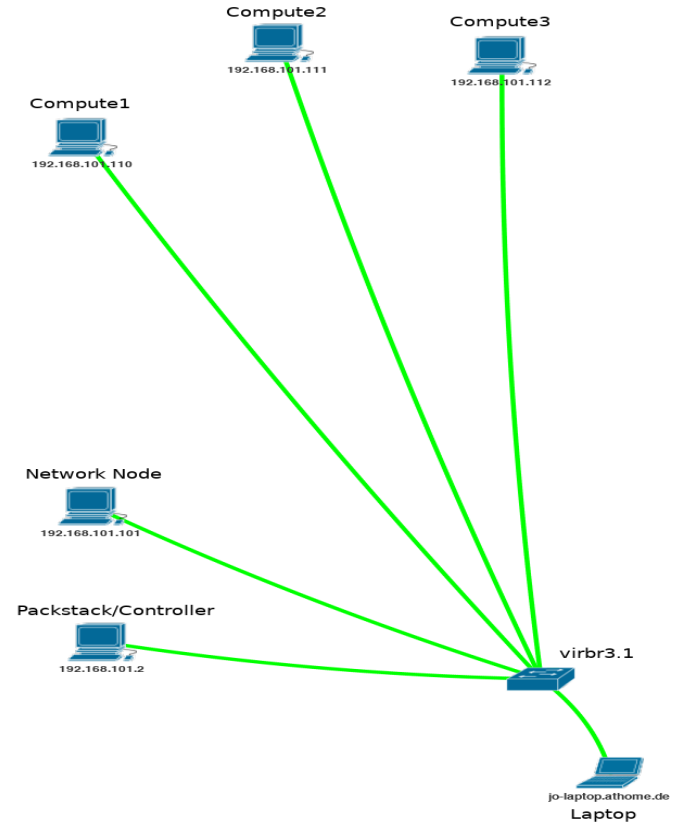 Compute2
192.168.101.111
Compute3
192.168.101.112
Compute1
192.168.101.110
Network Node
192.168.101.101
Packstack/Controller
192.168.101.2
virbr3.1
jo-laptop.athome.de
Laptop